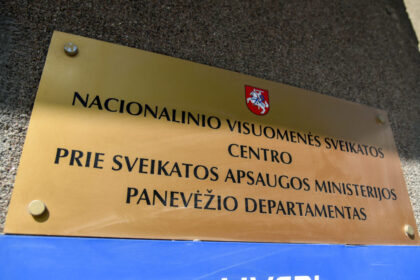 NACIONALINIO VISUOMENĖS SVEIKATOS
CENTRO
PRIE SVEIKATOS APSAUGOS MINISTERIJOS
PANEVĖŽIO DEPARTAMENTAS